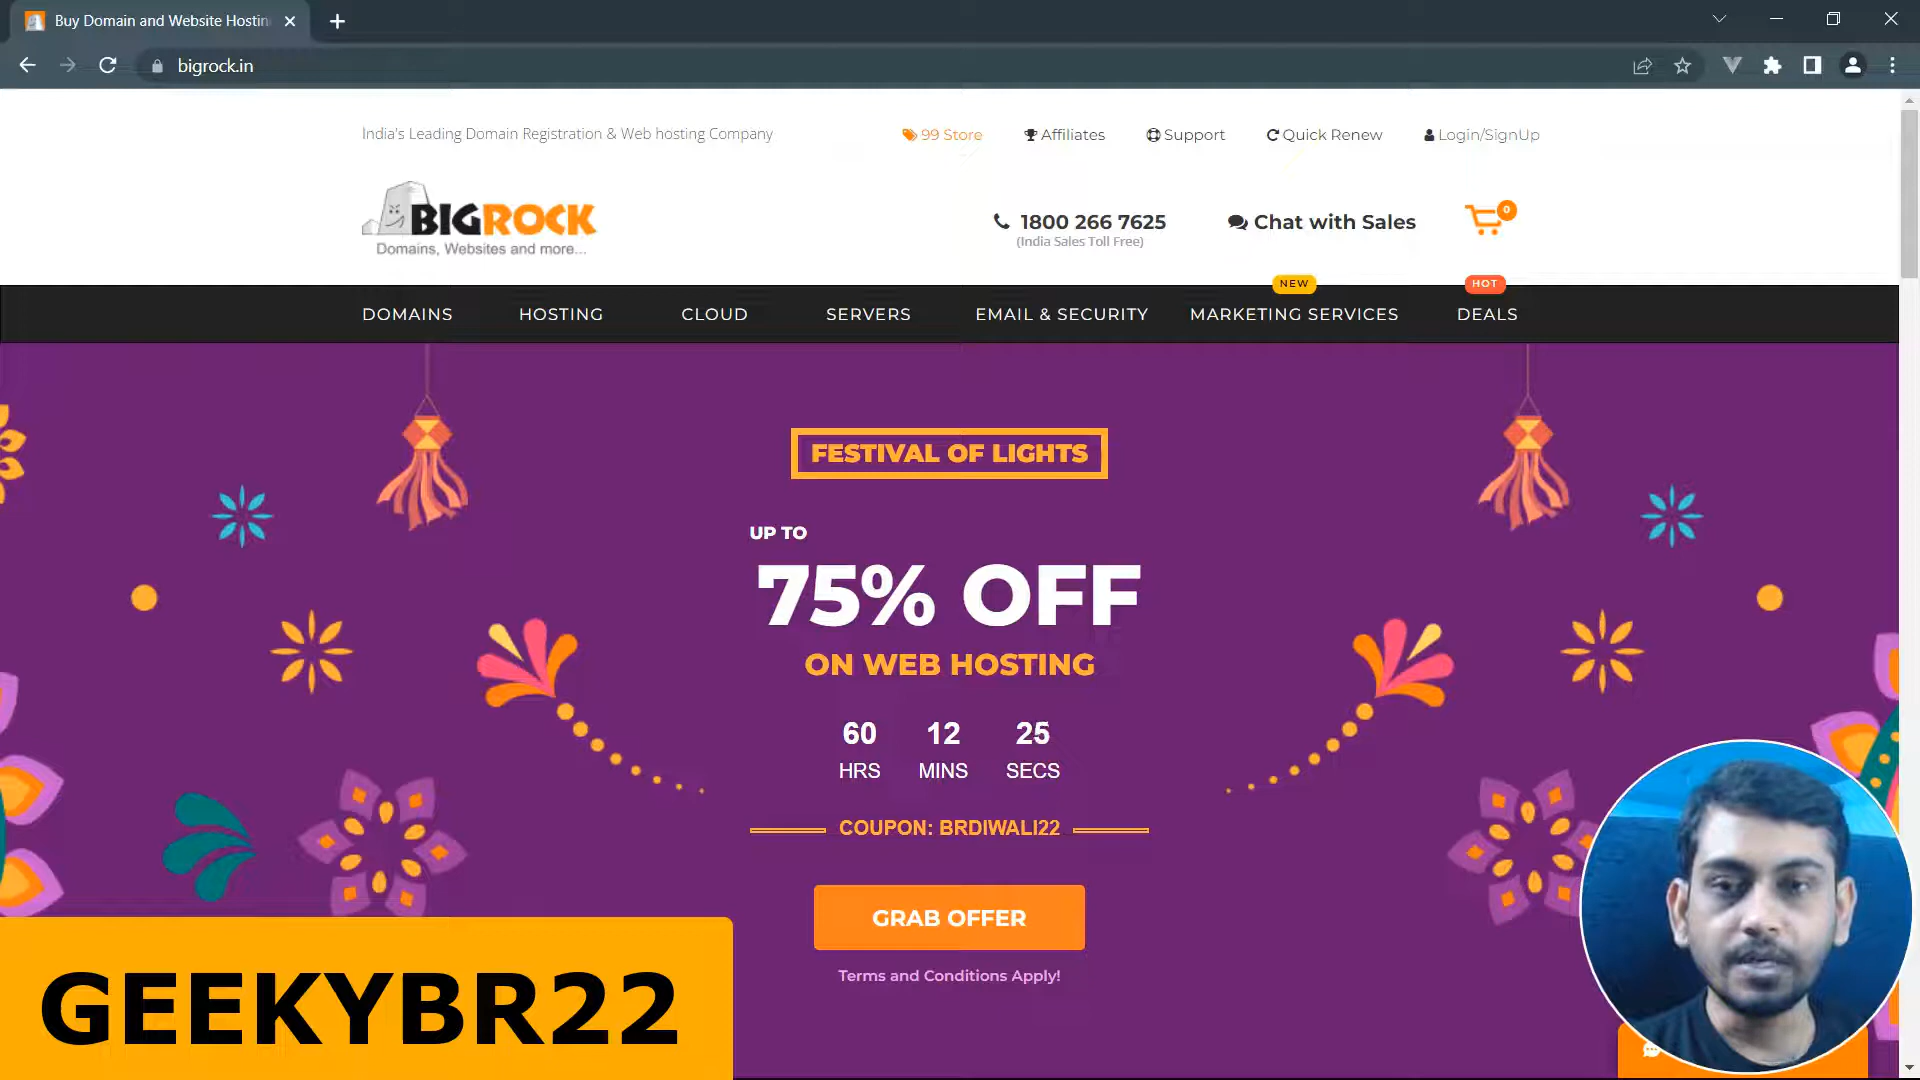 Buy Domain and Website Hostin
bigrock.in
India's Leading Domain Registration & Web hosting Company
99 Store
Affiliates
Support
Quick Renew
Login/SignUp
BIGROCK
Domains, Websites and more...
1800 266 7625
(India Sales Toll Free)
Chat with Sales
0
NEW
HOT
DOMAINS
HOSTING
CLOUD
SERVERS
EMAIL & SECURITY
MARKETING SERVICES
DEALS
FESTIVAL OF LIGHTS
UP TO
75% OFF
ON WEB HOSTING
60 12 25
HRS MINS SECS
COUPON: BRDIWALI22
GRAB OFFER
Terms and Conditions Apply!
GEEKYBR22